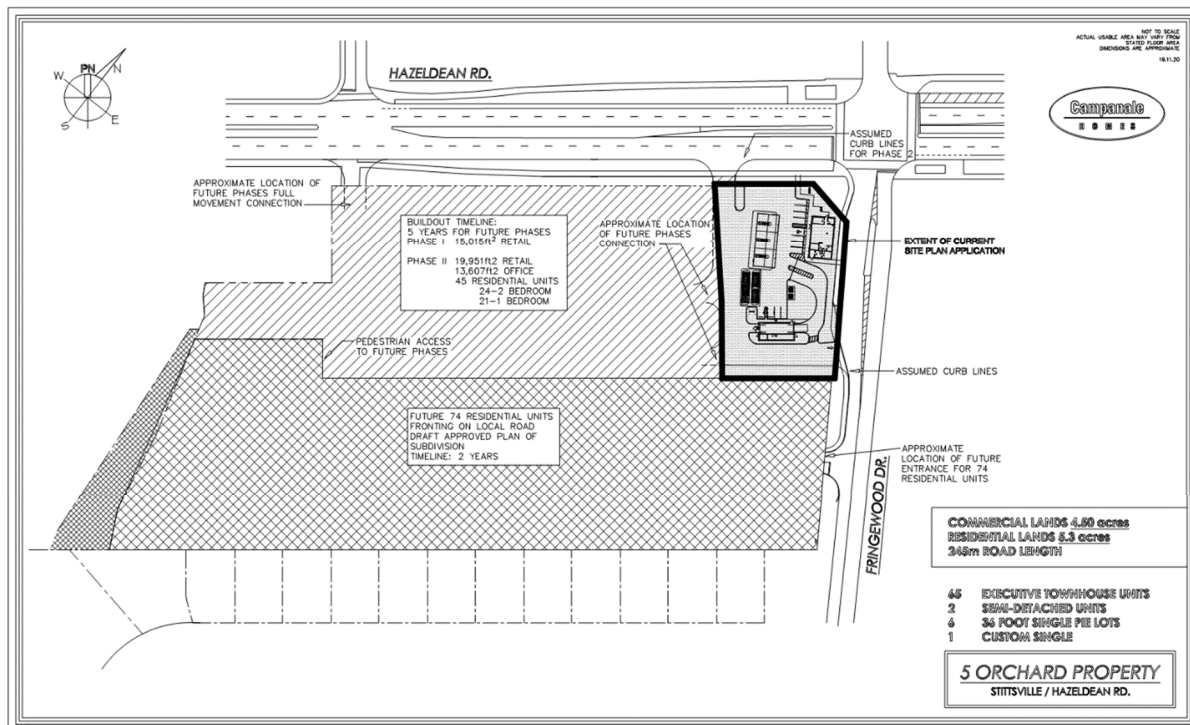 NOT TO SCALE
ACTUAL USABLE AREA MAY VARY FROM
STATED FLOOR AREA
DIMENSIONS ARE APPROXIMATE
19.11.20
W
PN
N
S
E
HAZELDEAN RD.
Campanale
HOMES
ASSUMED
CURB LINES
FOR PHASE 2
APPROXIMATE LOCATION OF
FUTURE PHASES FULL
MOVEMENT CONNECTION
BUILDOUT TIMELINE:
5 YEARS FOR FUTURE PHASES
PHASE I 15,015ft² RETAIL
PHASE II 19,951ft2 RETAIL
13,607ft2 OFFICE
45 RESIDENTIAL UNITS
24-2 BEDROOM
21-1 BEDROOM
APPROXIMATE LOCATION
OF FUTURE PHASES
CONNECTION
EXTENT OF CURRENT
SITE PLAN APPLICATION
PEDESTRIAN ACCESS
TO FUTURE PHASES
ASSUMED CURB LINES
FUTURE 74 RESIDENTIAL UNITS
FRONTING ON LOCAL ROAD
DRAFT APPROVED PLAN OF
SUBDIVISION
TIMELINE: 2 YEARS
APPROXIMATE
LOCATION OF FUTURE
ENTRANCE FOR 74
RESIDENTIAL UNITS
FRINGEWOOD DR.
COMMERCIAL LANDS 4.50 acres
RESIDENTIAL LANDS 5.3 acres
245m ROAD LENGTH
65 EXECUTIVE TOWNHOUSE UNITS
2 SEMI-DETACHED UNITS
6 36 FOOT SINGLE PIE LOTS
1 CUSTOM SINGLE
5 ORCHARD PROPERTY
STITTSVILLE / HAZELDEAN RD.